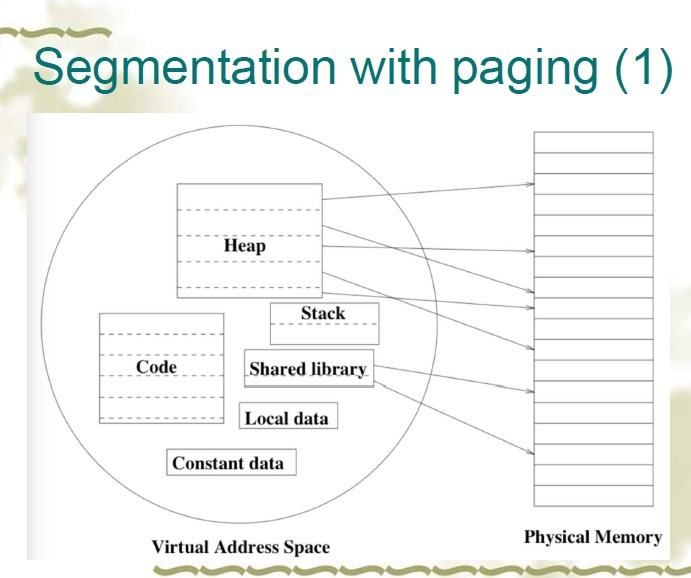 Segmentation with paging (1)
Heap
Stack
Code
Shared library
Local data
Constant data
Virtual Address Space
Physical Memory